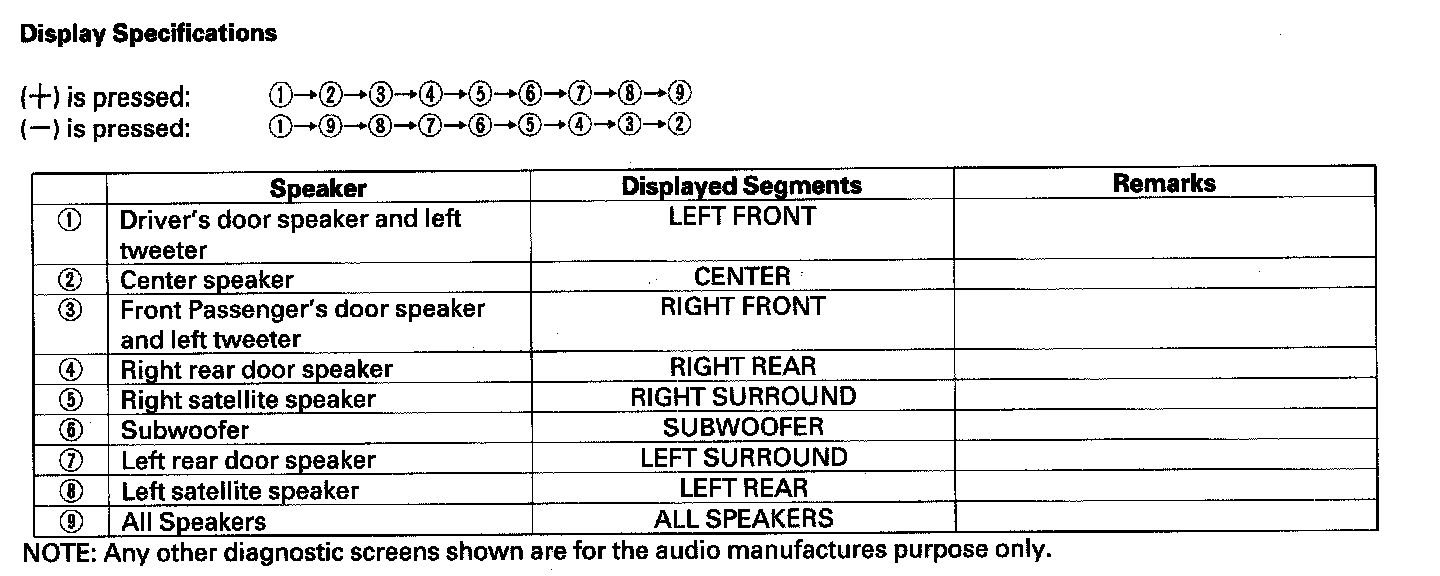 Display Specifications
(+) is pressed: ①→②→③→④→⑤→⑥→⑦→⑧→⑨
(−) is pressed: ①→⑨→⑧→⑦→⑥→⑤→④→③→②
Speaker Displayed Segments Remarks
① Driver's door speaker and left LEFT FRONT
tweeter
② Center speaker CENTER
③ Front Passenger's door speaker RIGHT FRONT
and left tweeter
④ Right rear door speaker RIGHT REAR
⑤ Right satellite speaker RIGHT SURROUND
⑥ Subwoofer SUBWOOFER
⑦ Left rear door speaker LEFT SURROUND
⑧ Left satellite speaker LEFT REAR
⑨ All Speakers ALL SPEAKERS
NOTE: Any other diagnostic screens shown are for the audio manufactures purpose only.